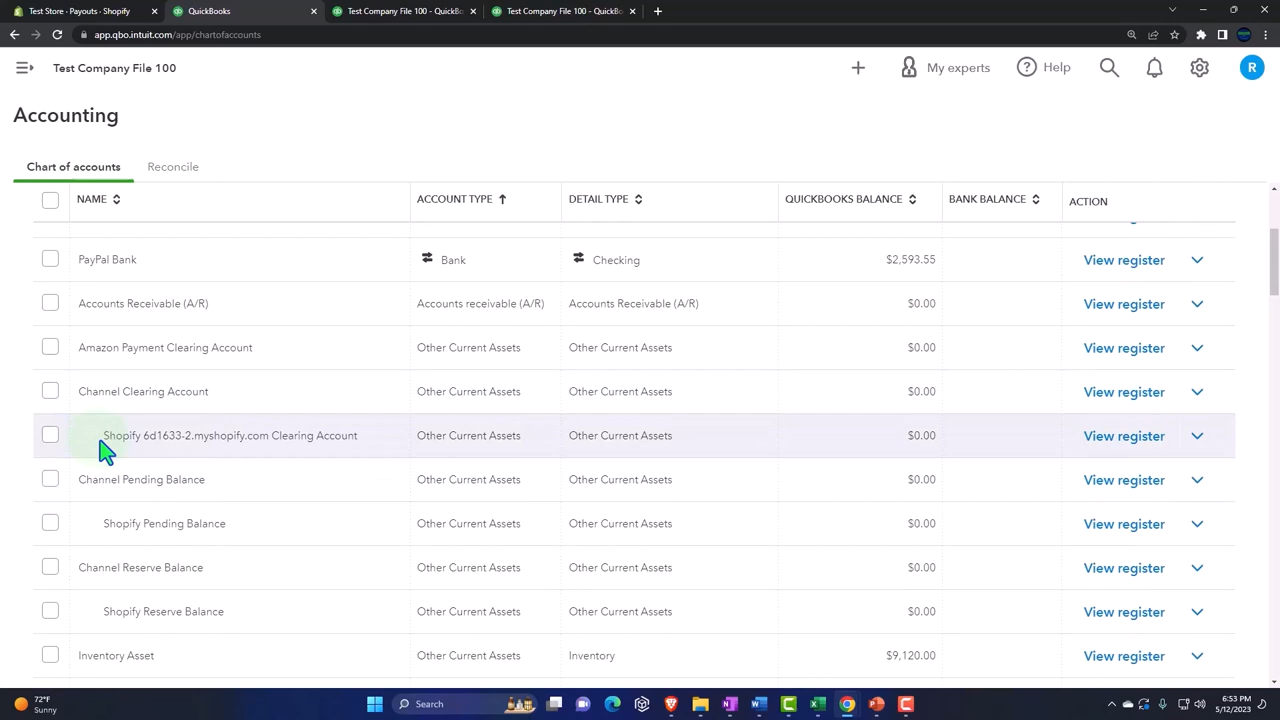 Test Store - Payouts - Shopify
QuickBooks
Test Company File 100 - QuickBo
Test Company File 100 - QuickBo
app.qbo.intuit.com/app/chartofaccounts
Test Company File 100
My experts
Help
R
Accounting
Chart of accounts
Reconcile
NAME ACCOUNT TYPE DETAIL TYPE QUICKBOOKS BALANCE BANK BALANCE ACTION
PayPal Bank Bank Checking $2,593.55 View register
Accounts Receivable (A/R) Accounts receivable (A/R) Accounts Receivable (A/R) $0.00 View register
Amazon Payment Clearing Account Other Current Assets Other Current Assets $0.00 View register
Channel Clearing Account Other Current Assets Other Current Assets $0.00 View register
Shopify 6d1633-2.myshopify.com Clearing Account Other Current Assets Other Current Assets $0.00 View register
Channel Pending Balance Other Current Assets Other Current Assets $0.00 View register
Shopify Pending Balance Other Current Assets Other Current Assets $0.00 View register
Channel Reserve Balance Other Current Assets Other Current Assets $0.00 View register
Shopify Reserve Balance Other Current Assets Other Current Assets $0.00 View register
Inventory Asset Other Current Assets Inventory $9,120.00 View register
72°F
Sunny
Search
6:53 PM
5/12/2023